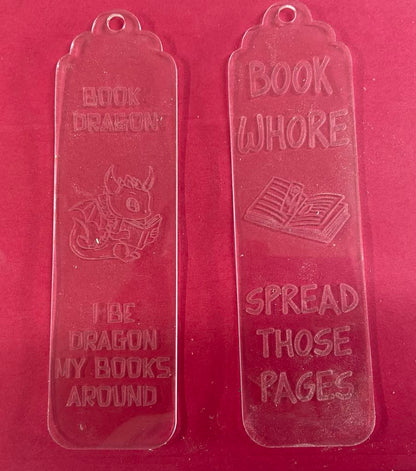 BOOK
DRAGON
I BE
DRAGON
MY BOOKS
AROUND
BOOK
WHORE
SPREAD
THOSE
PAGES